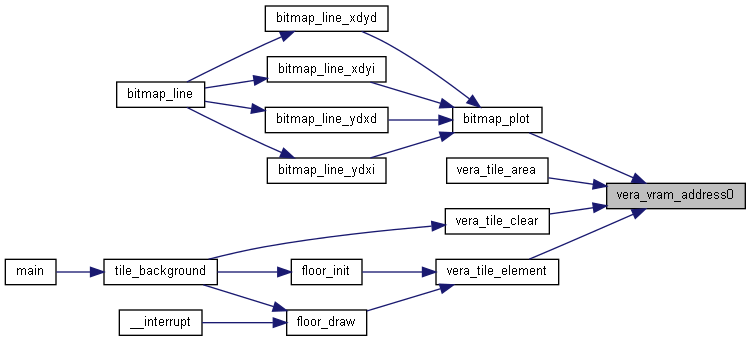 bitmap_line_xdyd
bitmap_line_xdyi
bitmap_line
bitmap_line_ydxd
bitmap_plot
bitmap_line_ydxi
vera_tile_area
vera_vram_address0
vera_tile_clear
main
tile_background
floor_init
vera_tile_element
__interrupt
floor_draw